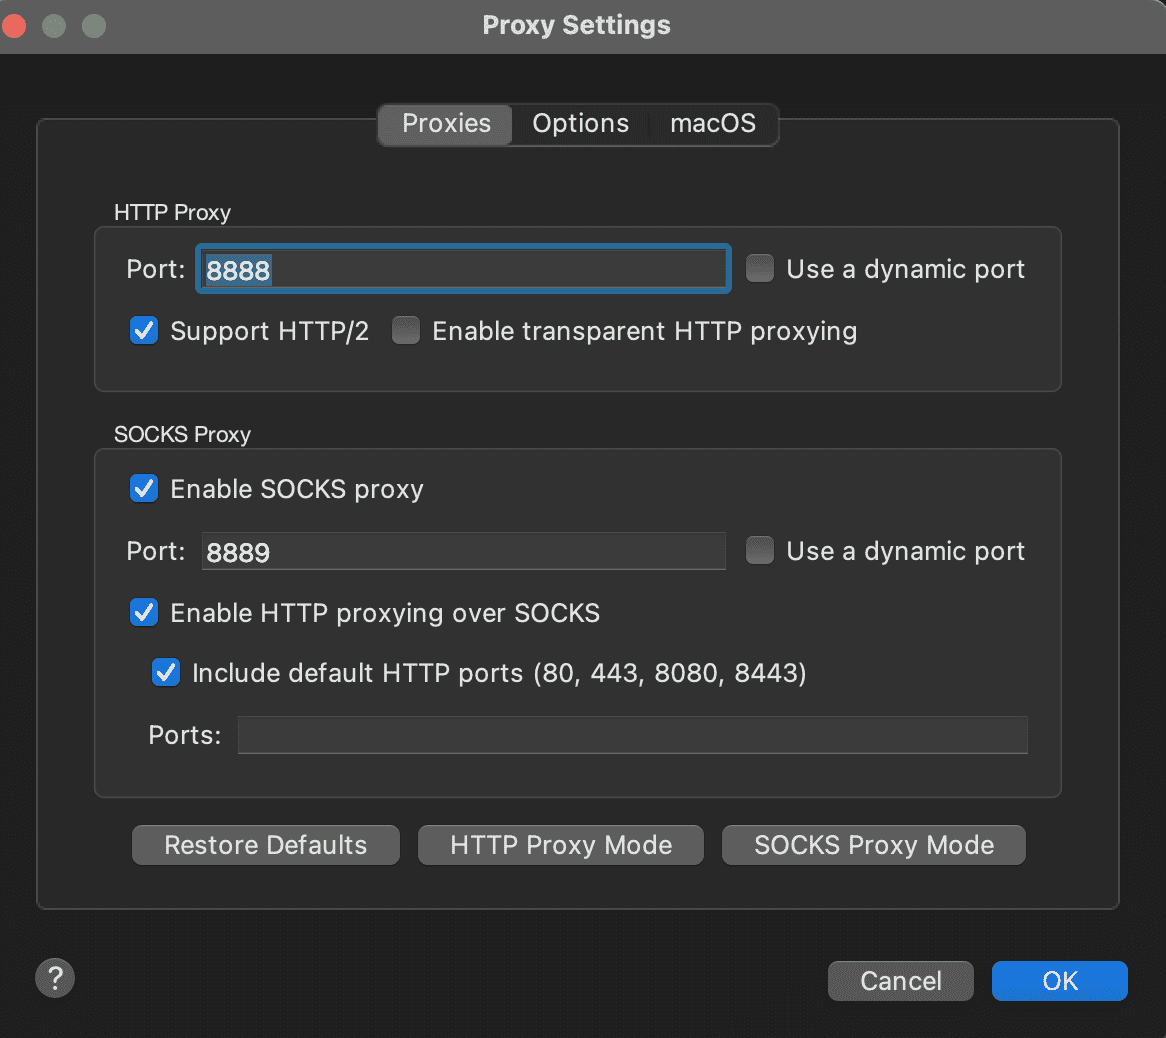 Proxy Settings
Proxies Options macOS
HTTP Proxy
Port: 8888 Use a dynamic port
Support HTTP/2 Enable transparent HTTP proxying
SOCKS Proxy
Enable SOCKS proxy
Port: 8889 Use a dynamic port
Enable HTTP proxying over SOCKS
Include default HTTP ports (80, 443, 8080, 8443)
Ports:
Restore Defaults HTTP Proxy Mode SOCKS Proxy Mode
? Cancel OK